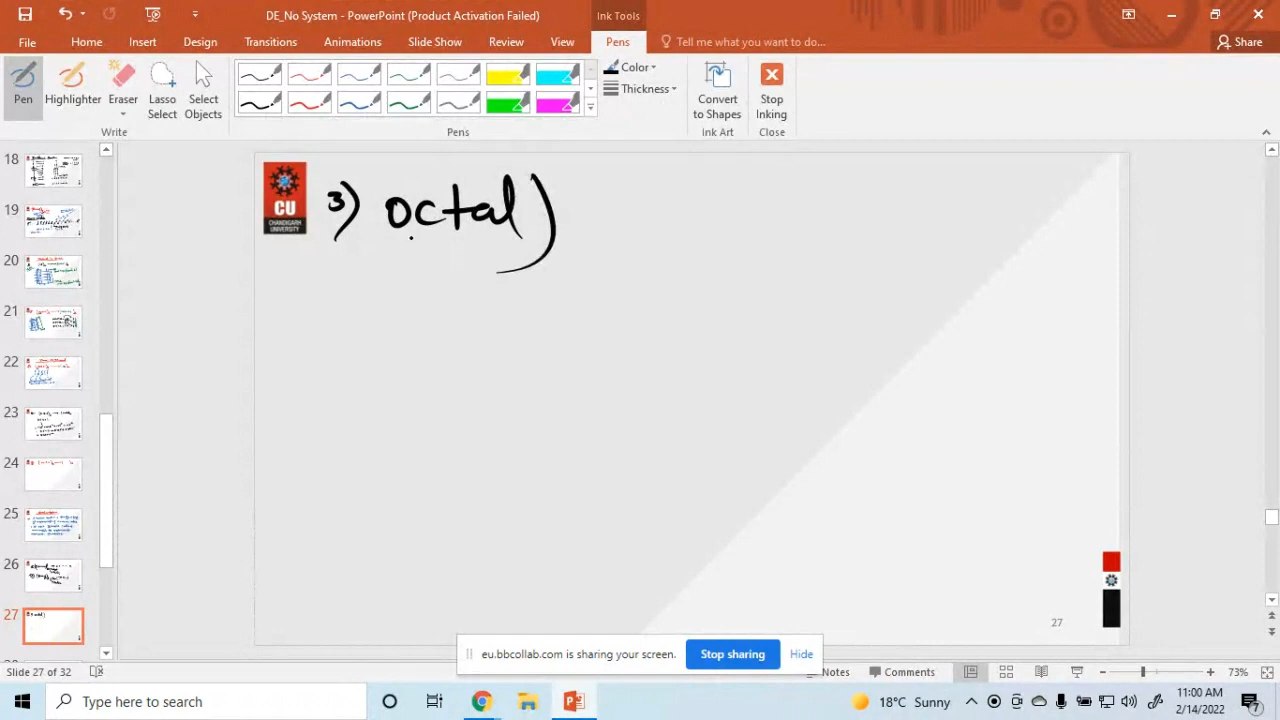 DE_No System - PowerPoint (Product Activation Failed)
Ink Tools
File Home Insert Design Transitions Animations Slide Show Review View Pens Tell me what you want to do... Share
Pen Highlighter Eraser Lasso Select Select Objects
Color
Thickness
Convert to Shapes
Stop Inking
Write Pens Ink Art Close
18
19
20
21
22
23
24
25
26
27
CU
CHANDIGARH
UNIVERSITY
3) octal)
27
eu.bbcollab.com is sharing your screen. Stop sharing Hide
Slide 27 of 32 Notes Comments 73%
Type here to search 18°C Sunny 11:00 AM
2/14/2022 7